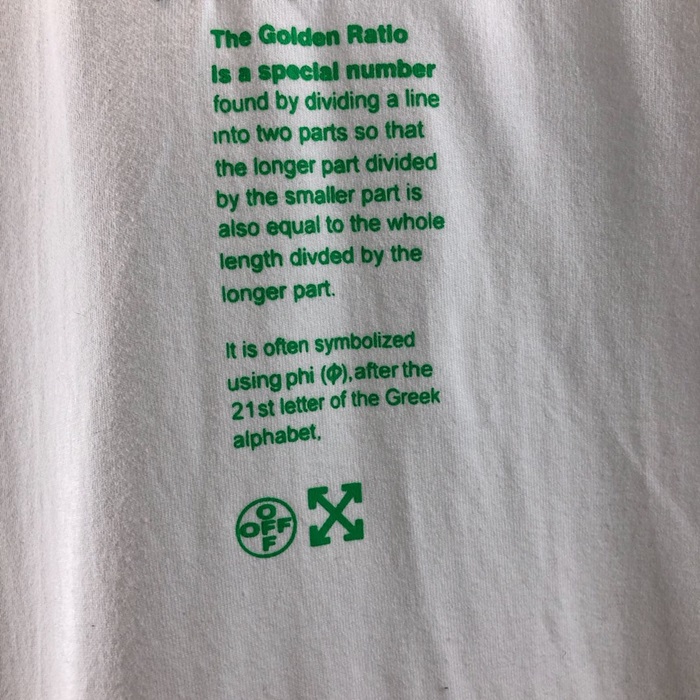 The Golden Ratio
is a special number
found by dividing a line
into two parts so that
the longer part divided
by the smaller part is
also equal to the whole
length divded by the
longer part.
It is often symbolized
using phi (Φ), after the
21st letter of the Greek
alphabet,
O
OFF
F